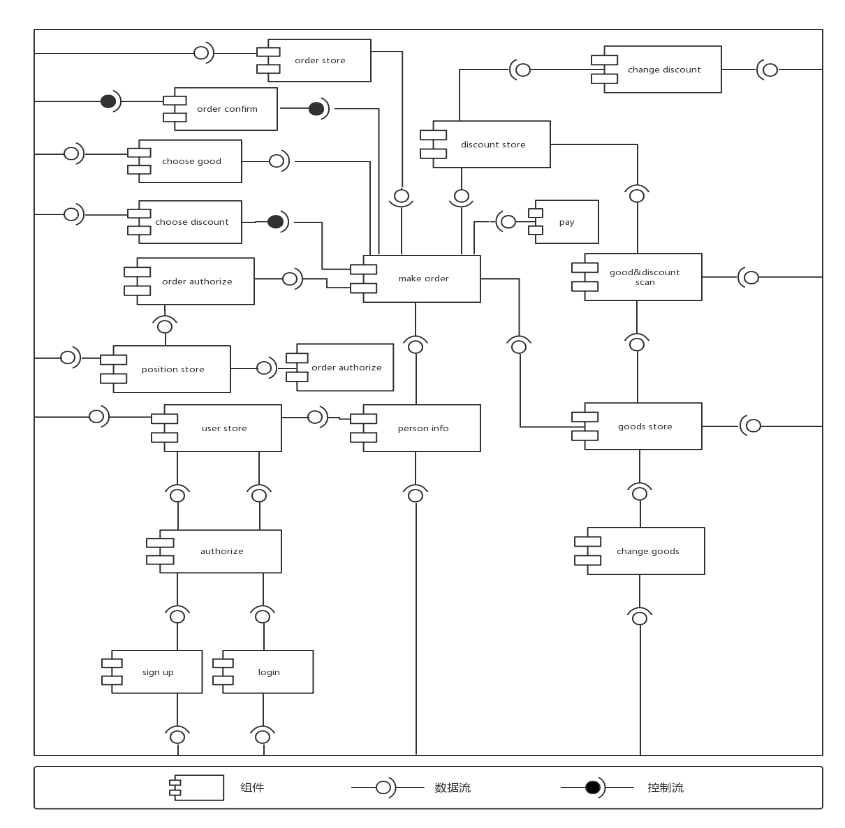 order store
change discount
order confirm
discount store
choose good
choose discount
pay
order authorize
make order
good&discount
scan
position store
order authorize
user store
person info
goods store
authorize
change goods
sign up
login
组件
数据流
控制流